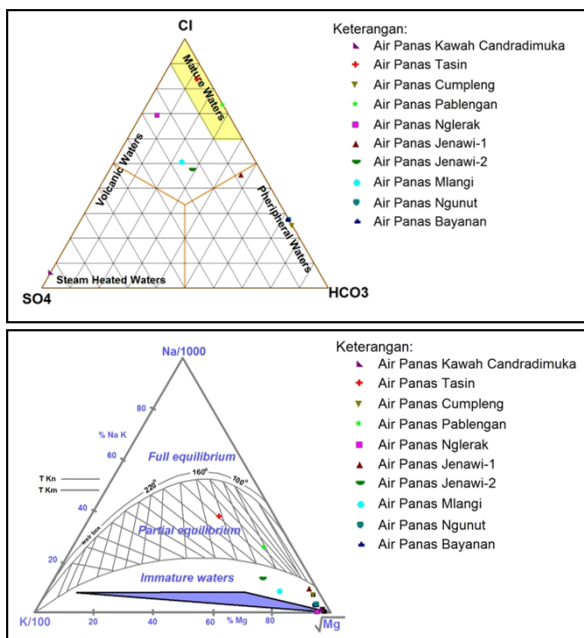 Cl
Keterangan:
Air Panas Kawah Candradimuka
Air Panas Tasin
Air Panas Cumpleng
Air Panas Pablengan
Air Panas Nglerak
Air Panas Jenawi-1
Air Panas Jenawi-2
Air Panas Mlangi
Air Panas Ngunut
Air Panas Bayanan
Mature Waters
Volcanic Waters
Pheripheral Waters
Steam Heated Waters
SO4
HCO3
Na/1000
Keterangan:
Air Panas Kawah Candradimuka
Air Panas Tasin
Air Panas Cumpleng
Air Panas Pablengan
Air Panas Nglerak
Air Panas Jenawi-1
Air Panas Jenawi-2
Air Panas Mlangi
Air Panas Ngunut
Air Panas Bayanan
80
% Na K
60
Full equilibrium
T Kn
T Km
220°
160°
100°
40
weir box
Partial equilibrium
20
Immature waters
K/100
20
40
% Mg
60
80
√Mg